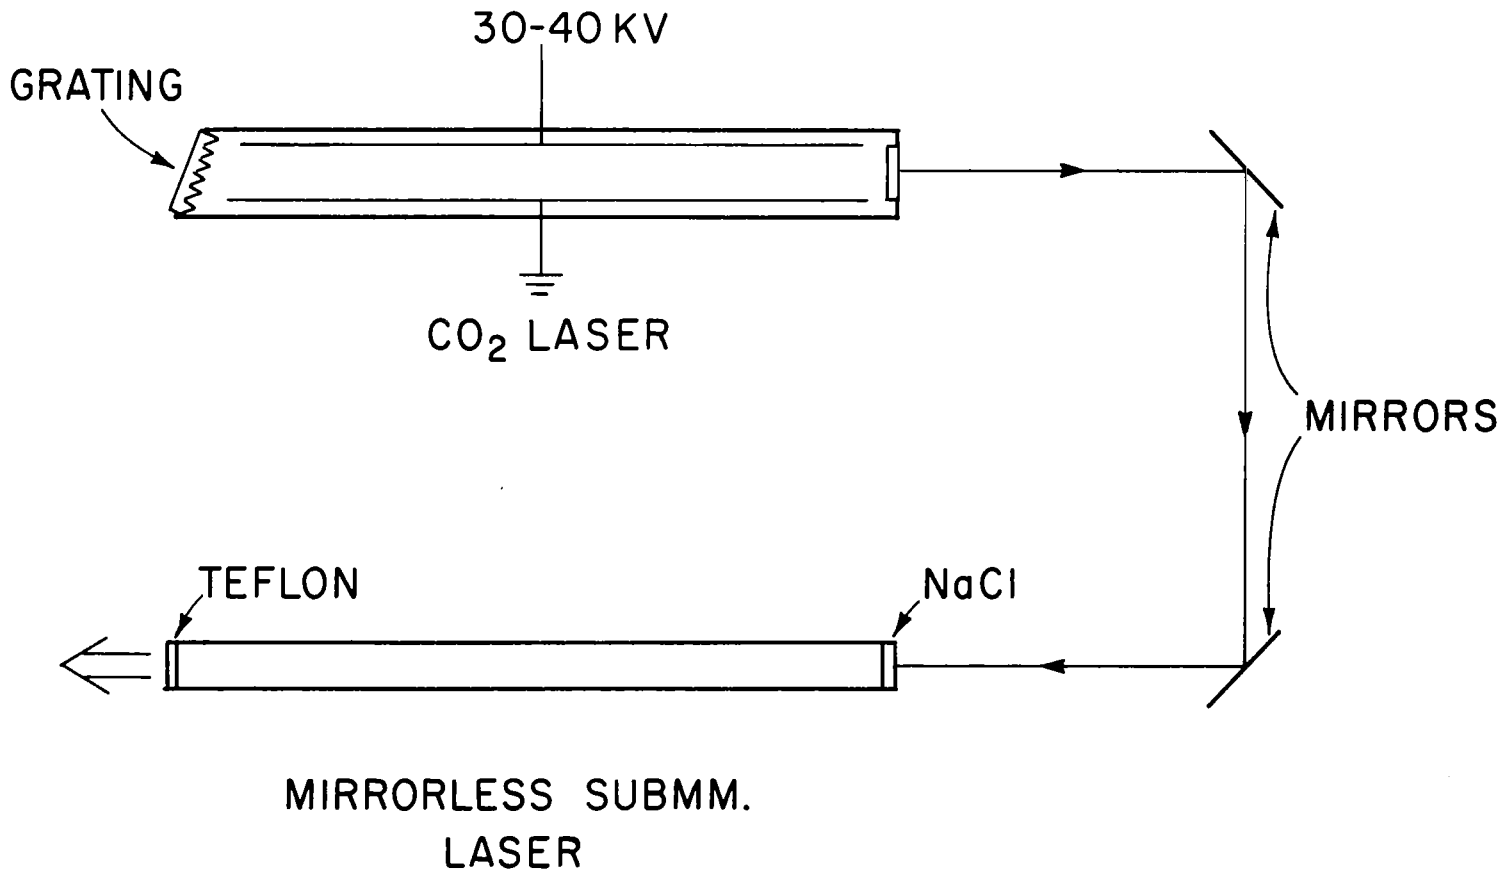 30-40 KV
GRATING
CO₂ LASER
MIRRORS
TEFLON
NaCl
MIRRORLESS SUBMM.
LASER